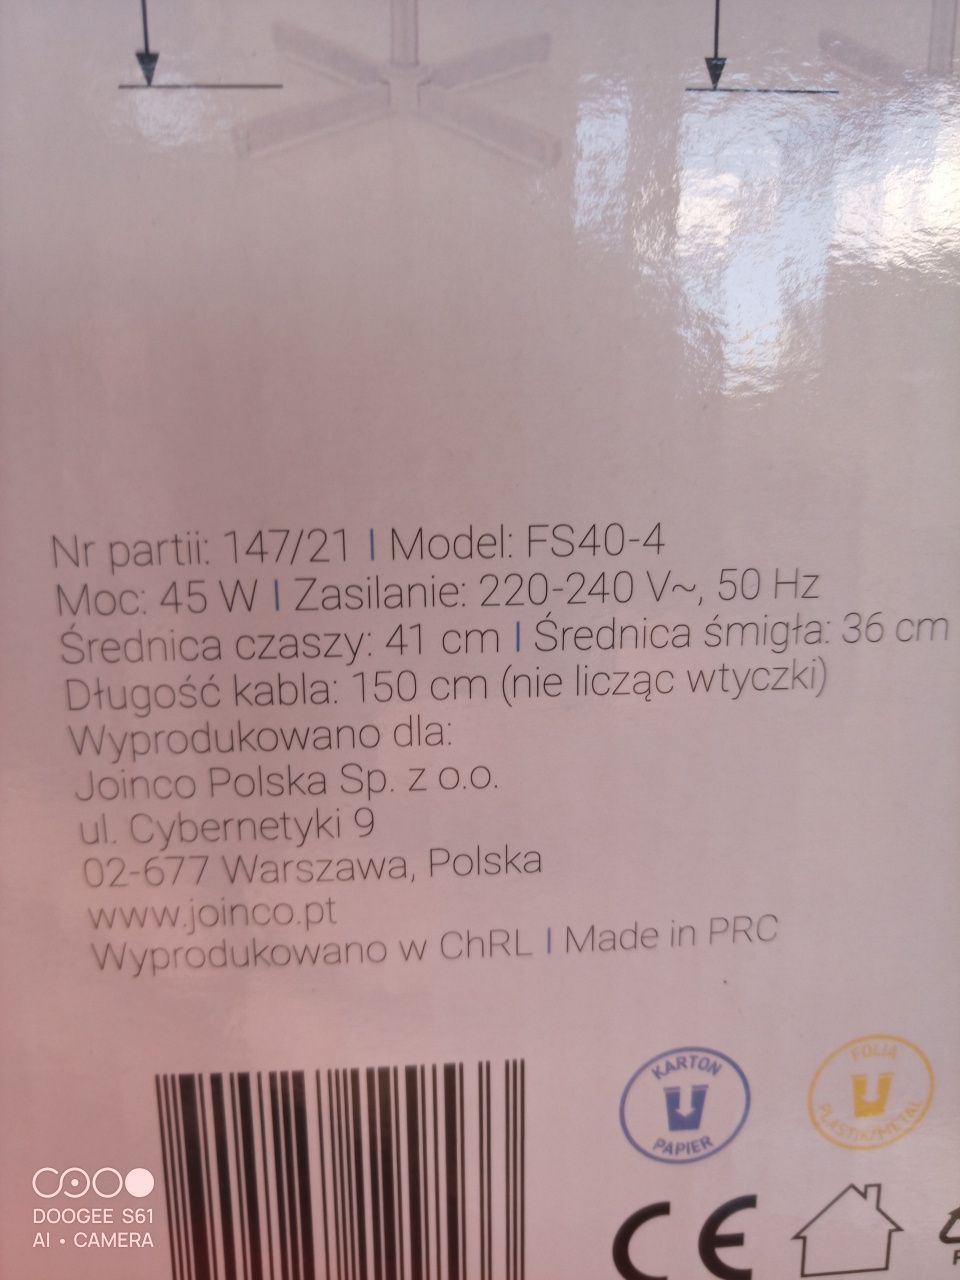 Nr partii: 147/21 | Model: FS40-4
Moc: 45 W | Zasilanie: 220-240 V~, 50 Hz
Średnica czaszy: 41 cm | Średnica śmigła: 36 cm
Długość kabla: 150 cm (nie licząc wtyczki)
Wyprodukowano dla:
Joinco Polska Sp. z o.o.
ul. Cybernetyki 9
02-677 Warszawa, Polska
www.joinco.pt
Wyprodukowano w ChRL | Made in PRC
KARTON
PAPIER
FOLIA
PLASTIK/METAL
CE
DOOGEE S61
AI • CAMERA